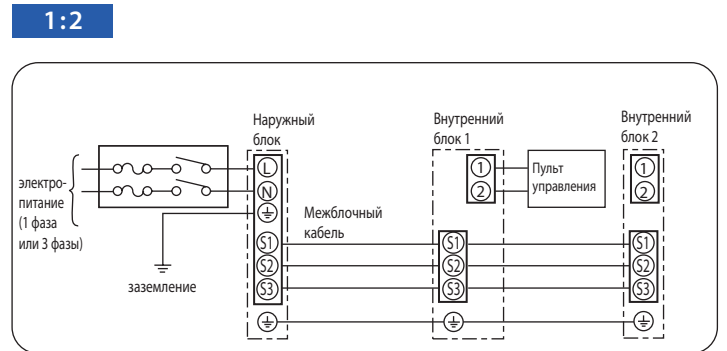 1:2
Наружный
блок
Внутренний
блок 1
Внутренний
блок 2
электро-
питание
(1 фаза
или 3 фазы)
L
N
S1
S2
S3
заземление
Межблочный
кабель
1
2
S1
S2
S3
Пульт
управления
1
2
S1
S2
S3